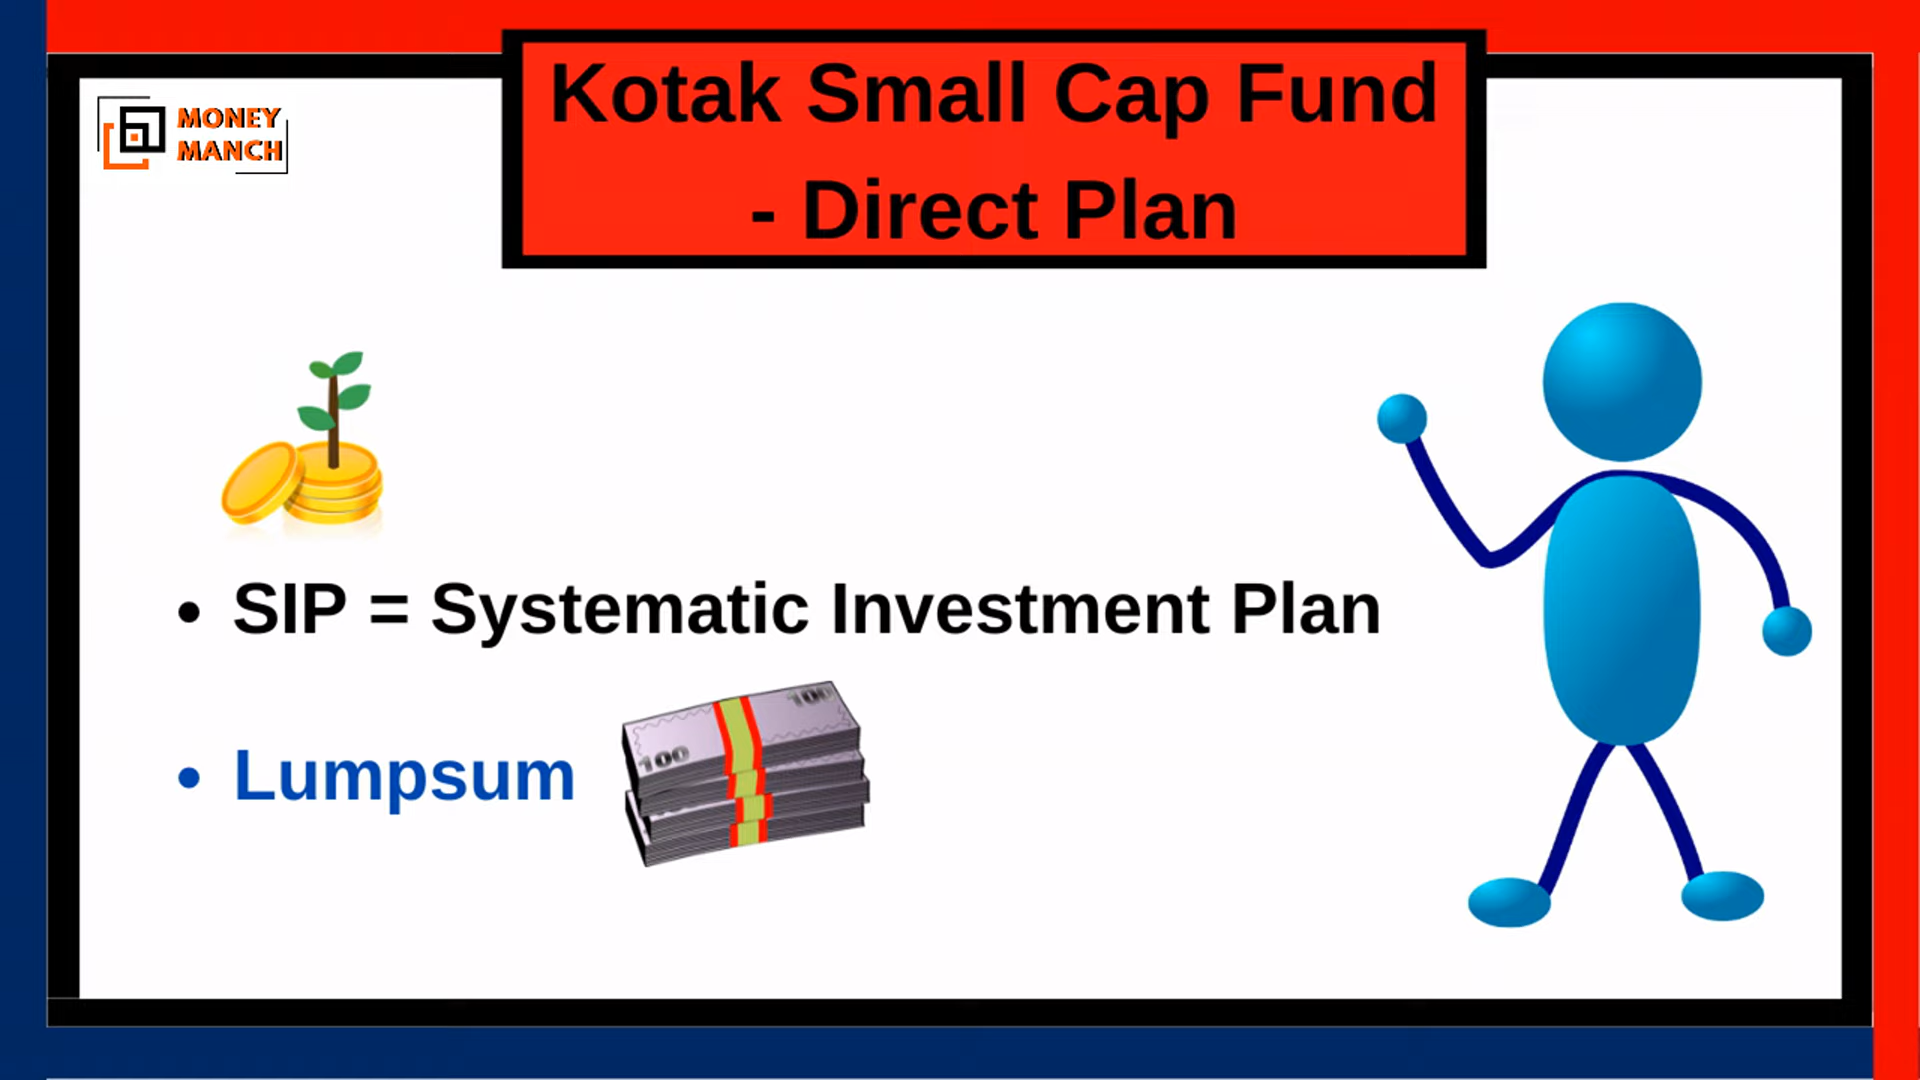 MONEY
MANCH
Kotak Small Cap Fund
- Direct Plan
• SIP = Systematic Investment Plan
• Lumpsum
100
100